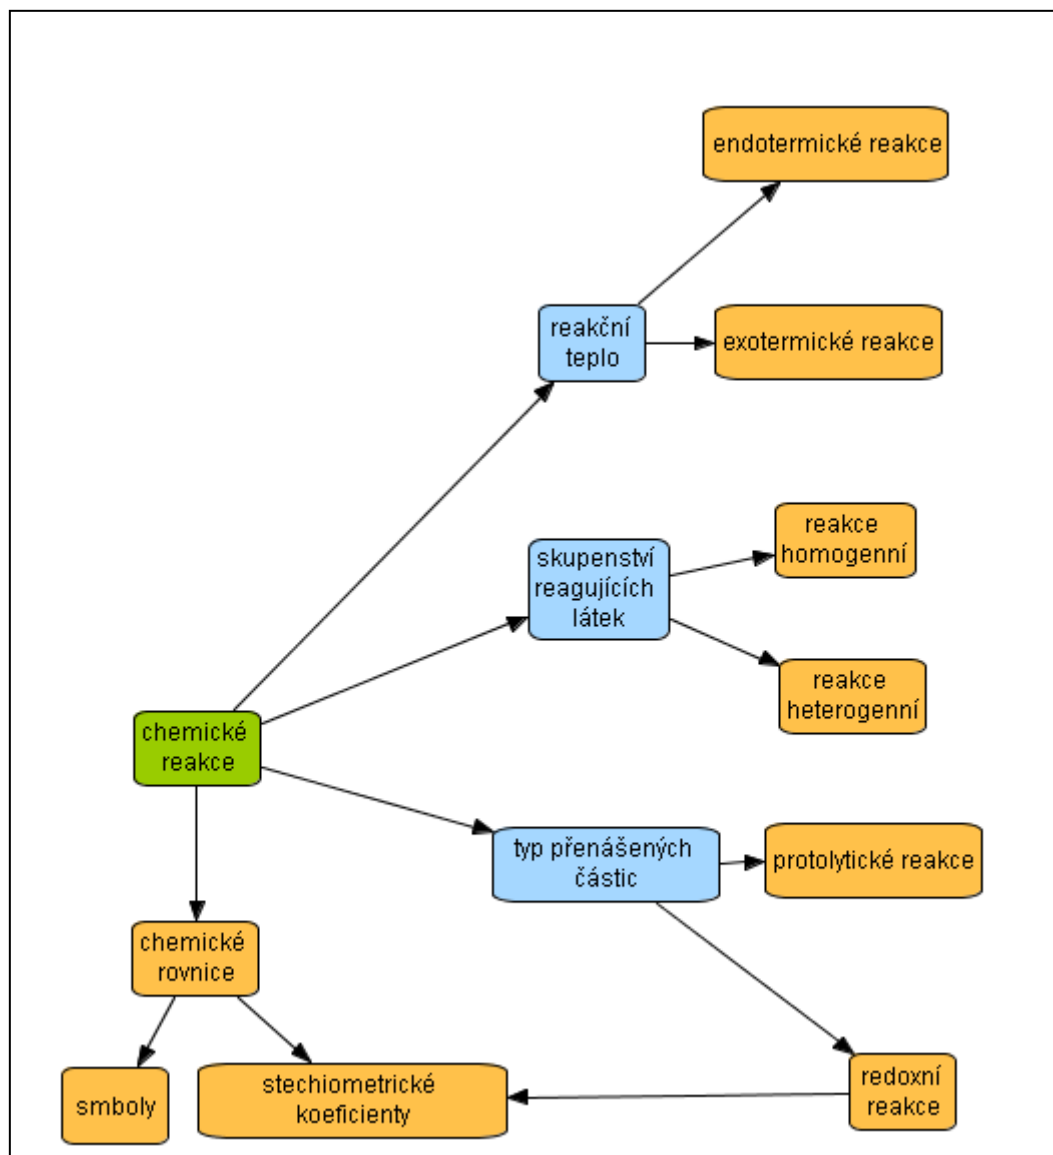 endotermické reakce
reakční
teplo
exotermické reakce
reakce
homogenní
skupenství
reagujících
látek
reakce
heterogenní
chemické
reakce
typ přenášených
částic
protolytické reakce
chemické
rovnice
smboly
stechiometrické
koeficienty
redoxní
reakce